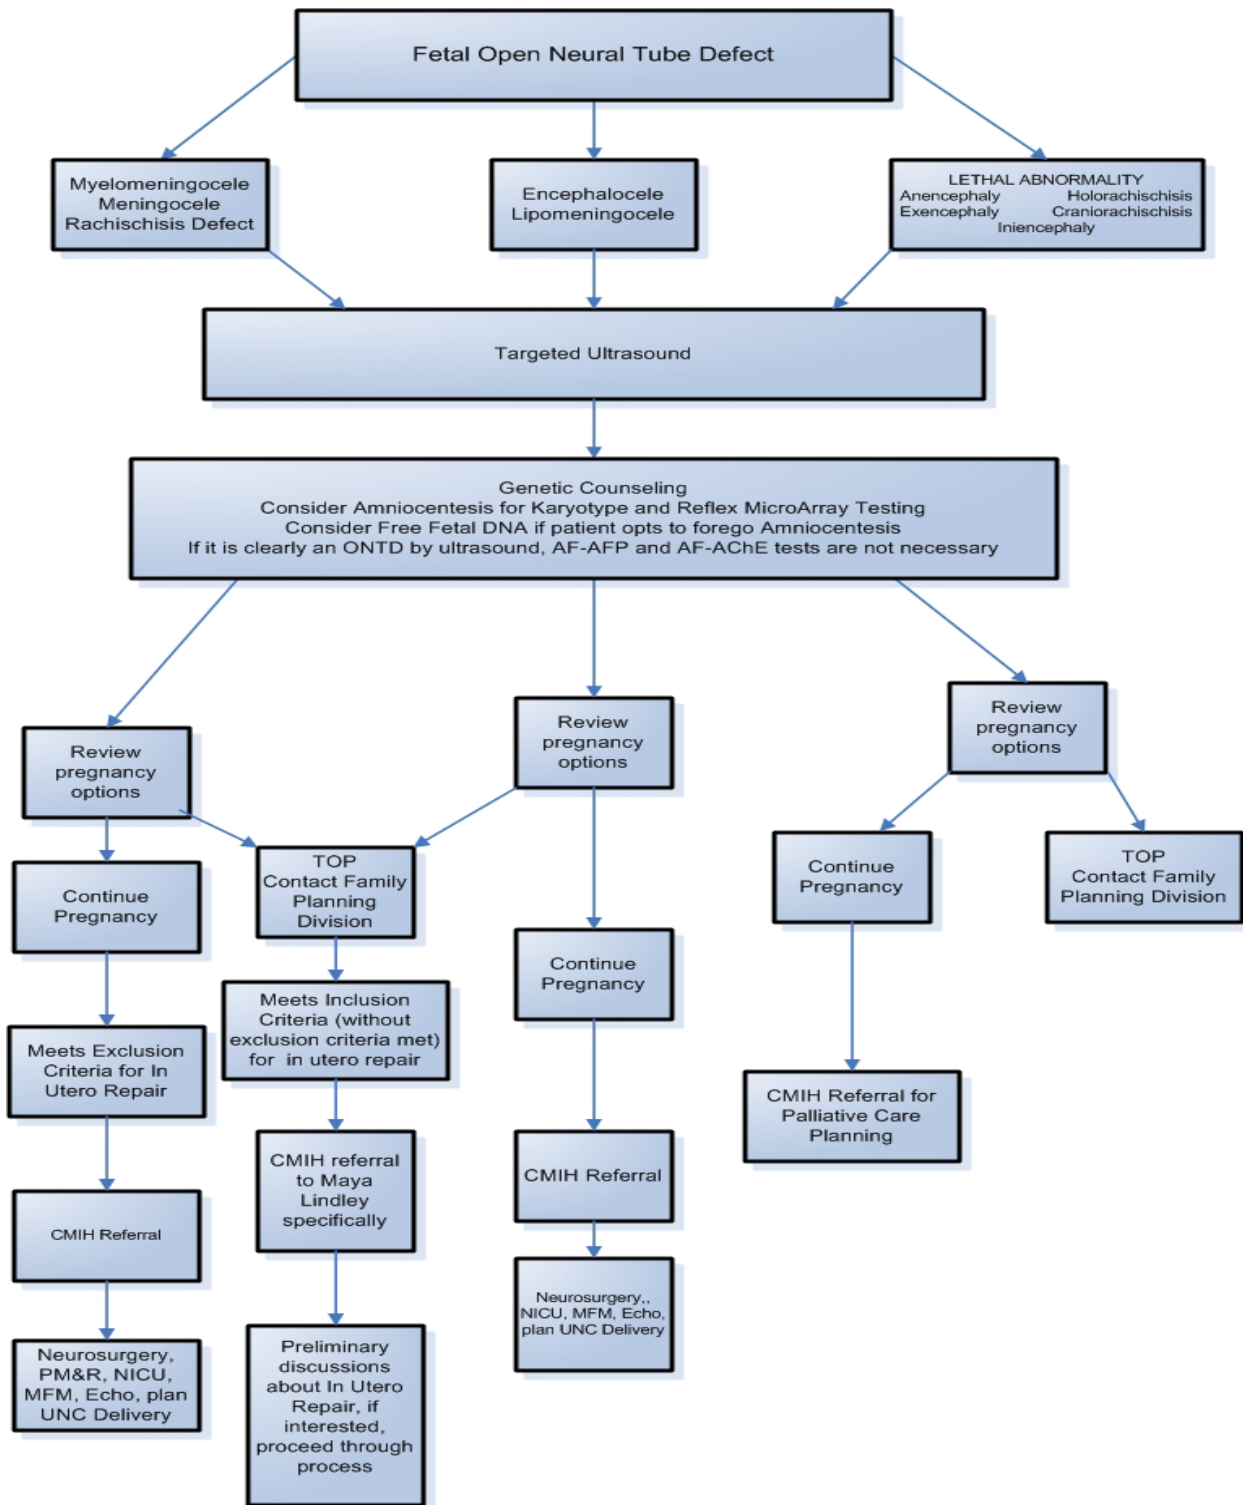 Fetal Open Neural Tube Defect
Myelomeningocele
Meningocele
Rachischisis Defect
Encephalocele
Lipomeningocele
LETHAL ABNORMALITY
Anencephaly Holorachischisis
Exencephaly Craniorachischisis
Iniencephaly
Targeted Ultrasound
Genetic Counseling
Consider Amniocentesis for Karyotype and Reflex MicroArray Testing
Consider Free Fetal DNA if patient opts to forego Amniocentesis
If it is clearly an ONTD by ultrasound, AF-AFP and AF-AChE tests are not necessary
Review
pregnancy
options
Review
pregnancy
options
Review
pregnancy
options
Continue
Pregnancy
TOP
Contact Family
Planning
Division
Continue
Pregnancy
TOP
Contact Family
Planning Division
Continue
Pregnancy
Meets Exclusion
Criteria for In
Utero Repair
Meets Inclusion
Criteria (without
exclusion criteria met)
for in utero repair
CMIH Referral for
Palliative Care
Planning
CMIH Referral
CMIH referral
to Maya
Lindley
specifically
CMIH Referral
Neurosurgery,
PM&R, NICU,
MFM, Echo, plan
UNC Delivery
Preliminary
discussions
about In Utero
Repair, if
interested,
proceed through
process
Neurosurgery,,
NICU, MFM, Echo,
plan UNC Delivery